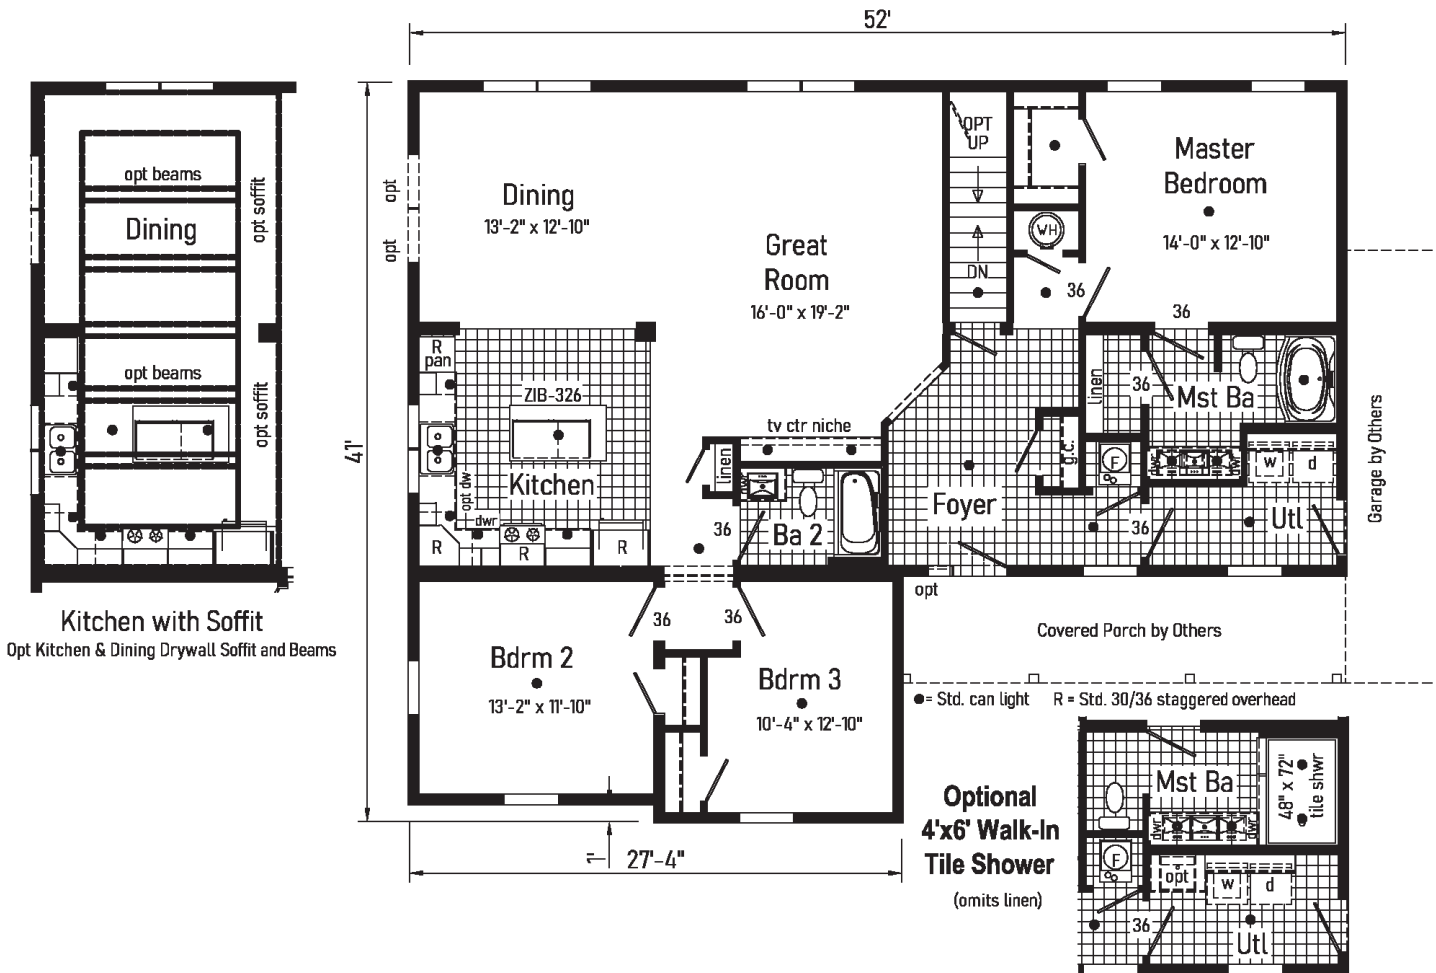 52'
opt beams
Dining
opt soffit
opt beams
opt soffit
Kitchen with Soffit
Opt Kitchen & Dining Drywall Soffit and Beams
41'
opt
opt
Dining
13'-2" x 12'-10"
Great
Room
16'-0" x 19'-2"
OPT
UP
DN
WH
36
Master
Bedroom
14'-0" x 12'-10"
36
R
pan
ZIB-326
Kitchen
opt dw
dwr
R
R
R
tv ctr niche
linen
36
dwr
Ba 2
Foyer
g.c.
linen
36
Mst Ba
F
dwr
dwr
w
d
36
Utl
Garage by Others
opt
Covered Porch by Others
36
36
Bdrm 2
13'-2" x 11'-10"
Bdrm 3
10'-4" x 12'-10"
= Std. can light
R = Std. 30/36 staggered overhead
1'
27'-4"
Optional
4'x6' Walk-In
Tile Shower
(omits linen)
Mst Ba
48" x 72"
tile shwr
dwr
dwr
F
opt
w
d
36
Utl